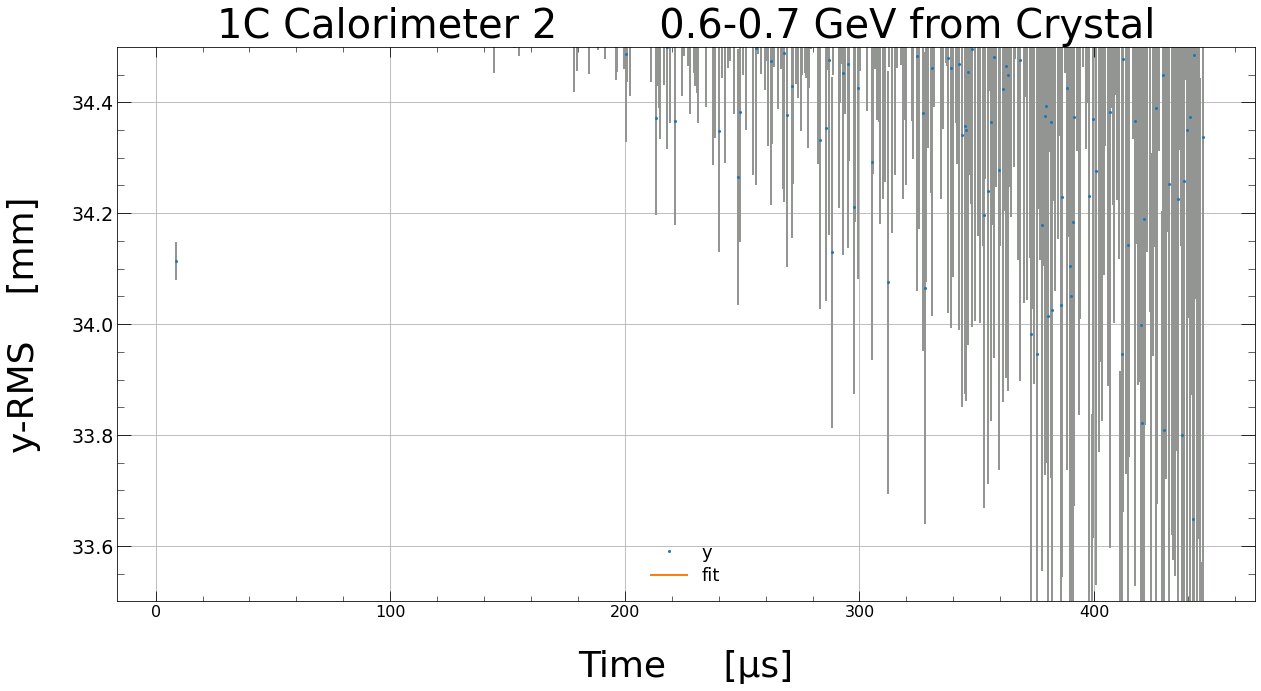 1C Calorimeter 2 0.6-0.7 GeV from Crystal
y-RMS [mm]
34.4
34.2
34.0
33.8
33.6
y
fit
0 100 200 300 400
Time [μs]